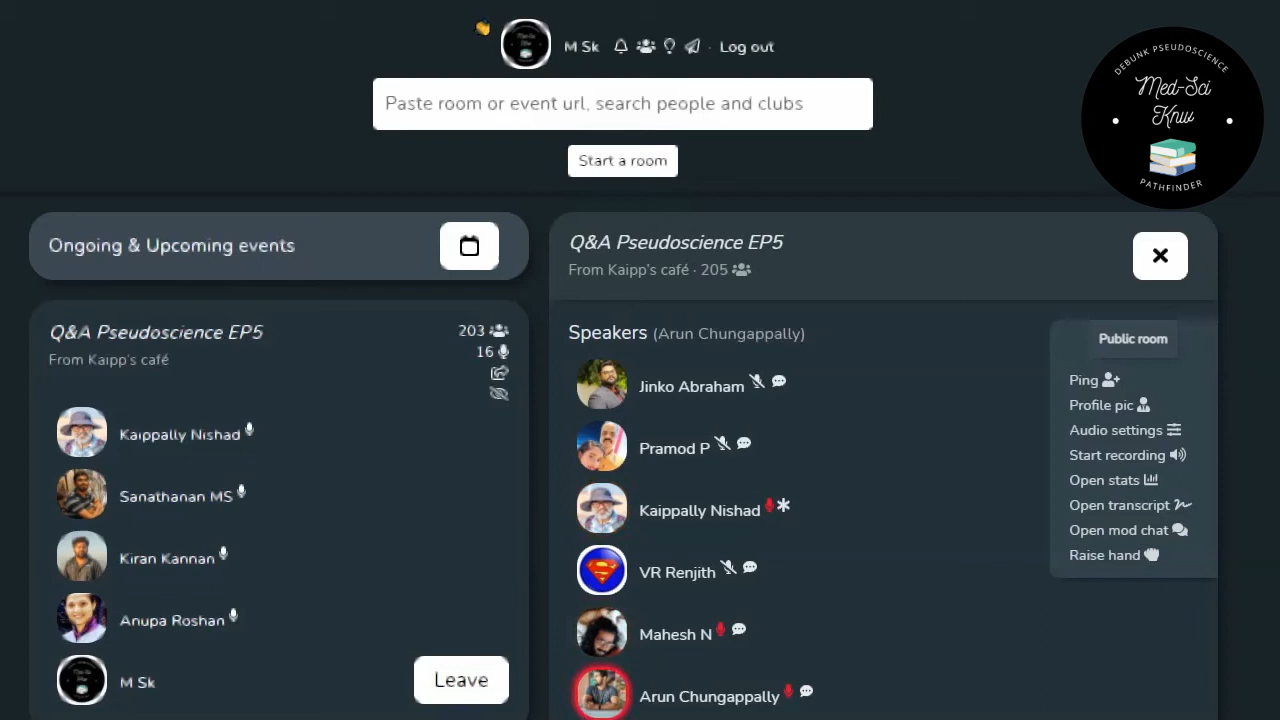 M Sk · Log out
Paste room or event url, search people and clubs
Start a room
DEBUNK PSEUDOSCIENCE
Med-Sci
Knw
PATHFINDER
Ongoing & Upcoming events
Q&A Pseudoscience EP5
From Kaipp's café
203
16
Kaippally Nishad
Sanathanan MS
Kiran Kannan
Anupa Roshan
M Sk
Leave
Q&A Pseudoscience EP5
From Kaipp's café · 205
Speakers (Arun Chungappally)
Jinko Abraham
Pramod P
Kaippally Nishad
VR Renjith
Mahesh N
Arun Chungappally
Public room
Ping
Profile pic
Audio settings
Start recording
Open stats
Open transcript
Open mod chat
Raise hand